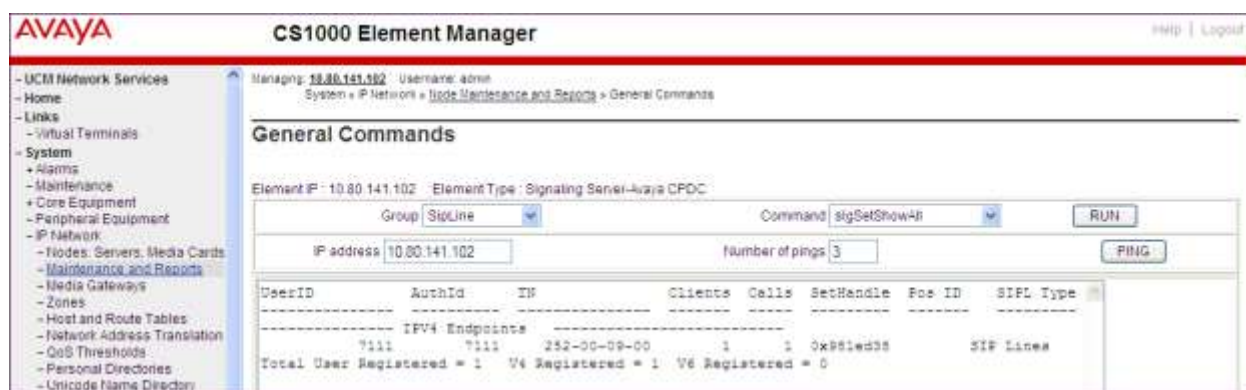 AVAYA
CS1000 Element Manager
Help | Logout
- UCM Network Services
- Home
- Links
- Virtual Terminals
- System
+ Alarms
- Maintenance
+ Core Equipment
- Peripheral Equipment
- IP Network
- Nodes: Servers, Media Cards
- Maintenance and Reports
- Media Gateways
- Zones
- Host and Route Tables
- Network Address Translation
- QoS Thresholds
- Personal Directories
- Unicode Name Directory
Managing: 10.80.141.102 Username: admin
System » IP Network » Node Maintenance and Reports » General Commands
General Commands
Element IP : 10.80.141.102 Element Type : Signaling Server-Avaya CPDC
Group SipLine Command slgSetShowAll RUN
IP address 10.80.141.102 Number of pings 3 PING
UserID AuthId TN Clients Calls SetHandle Pos ID SIPL Type
---------------- ---------- --------------- ------- ----- --------- ------- ---------
---------------- IPV4 Endpoints ---------------------------
7111 7111 252-00-09-00 1 1 SIP Lines
Total User Registered = 1 V4 Registered = 1 V6 Registered = 0